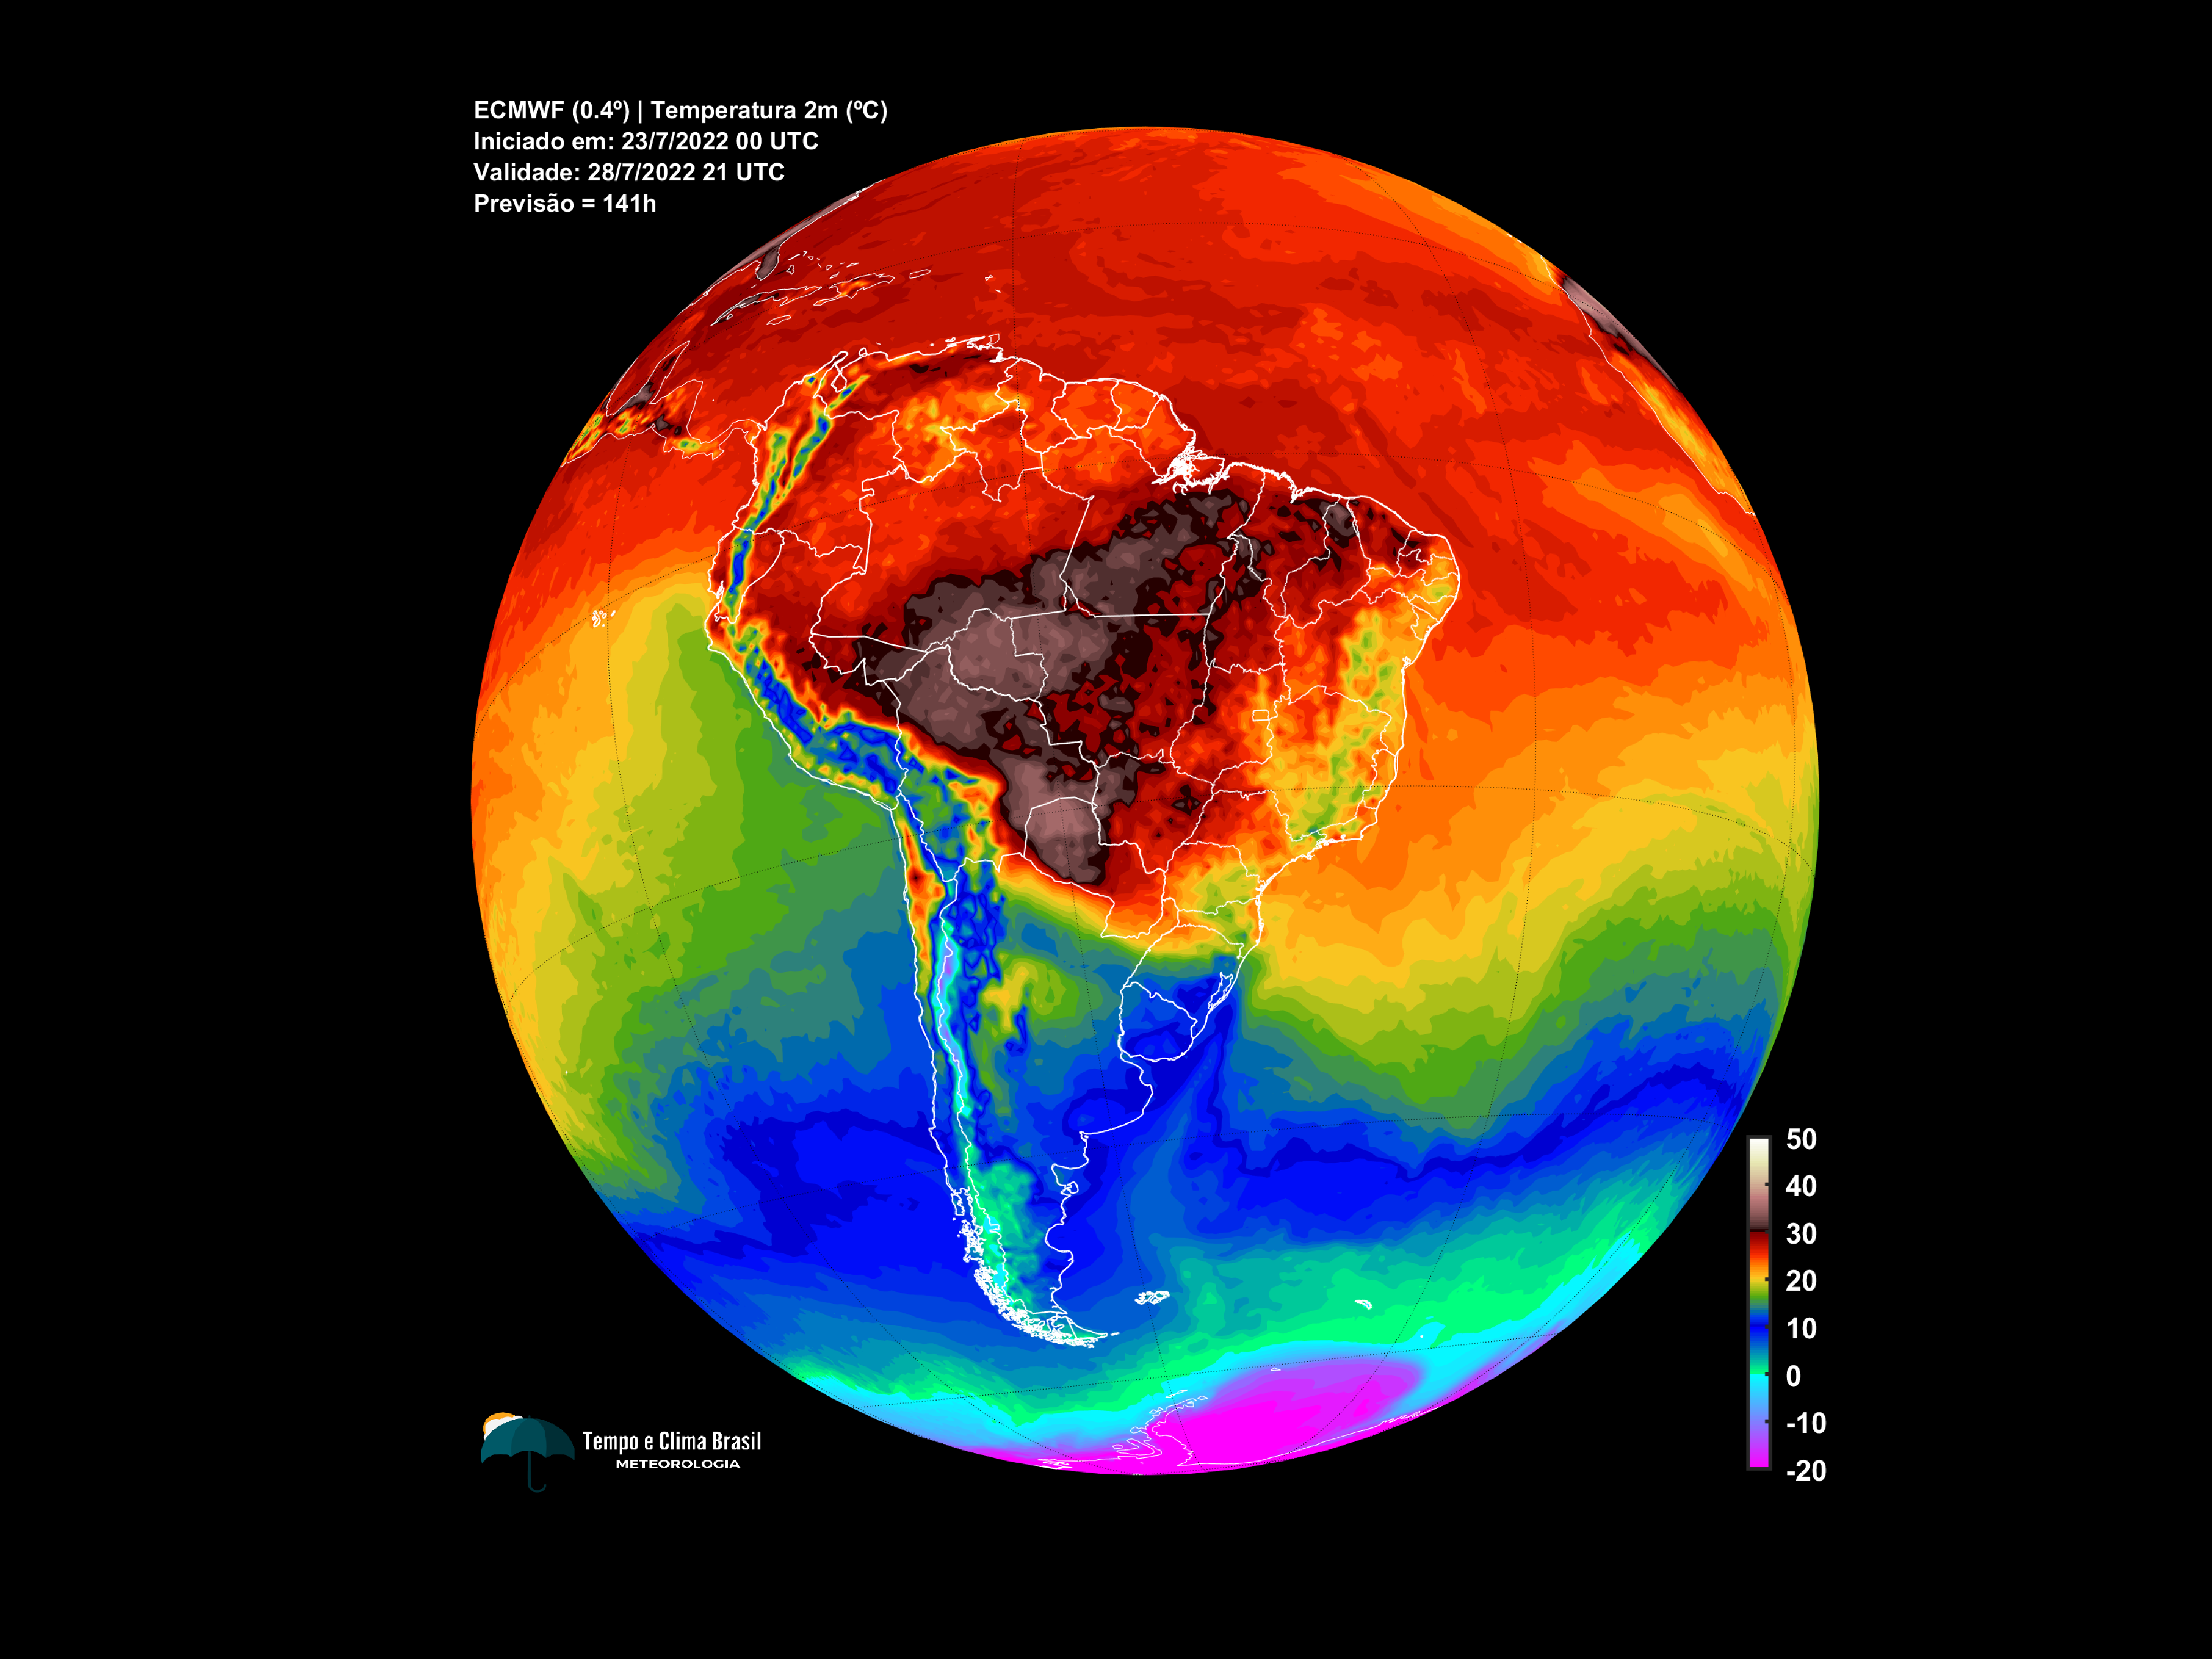 ECMWF (0.4º) | Temperatura 2m (ºC)
Iniciado em: 23/7/2022 00 UTC
Validade: 28/7/2022 21 UTC
Previsão = 141h
50
40
30
20
10
0
-10
-20
Tempo e Clima Brasil
METEOROLOGIA